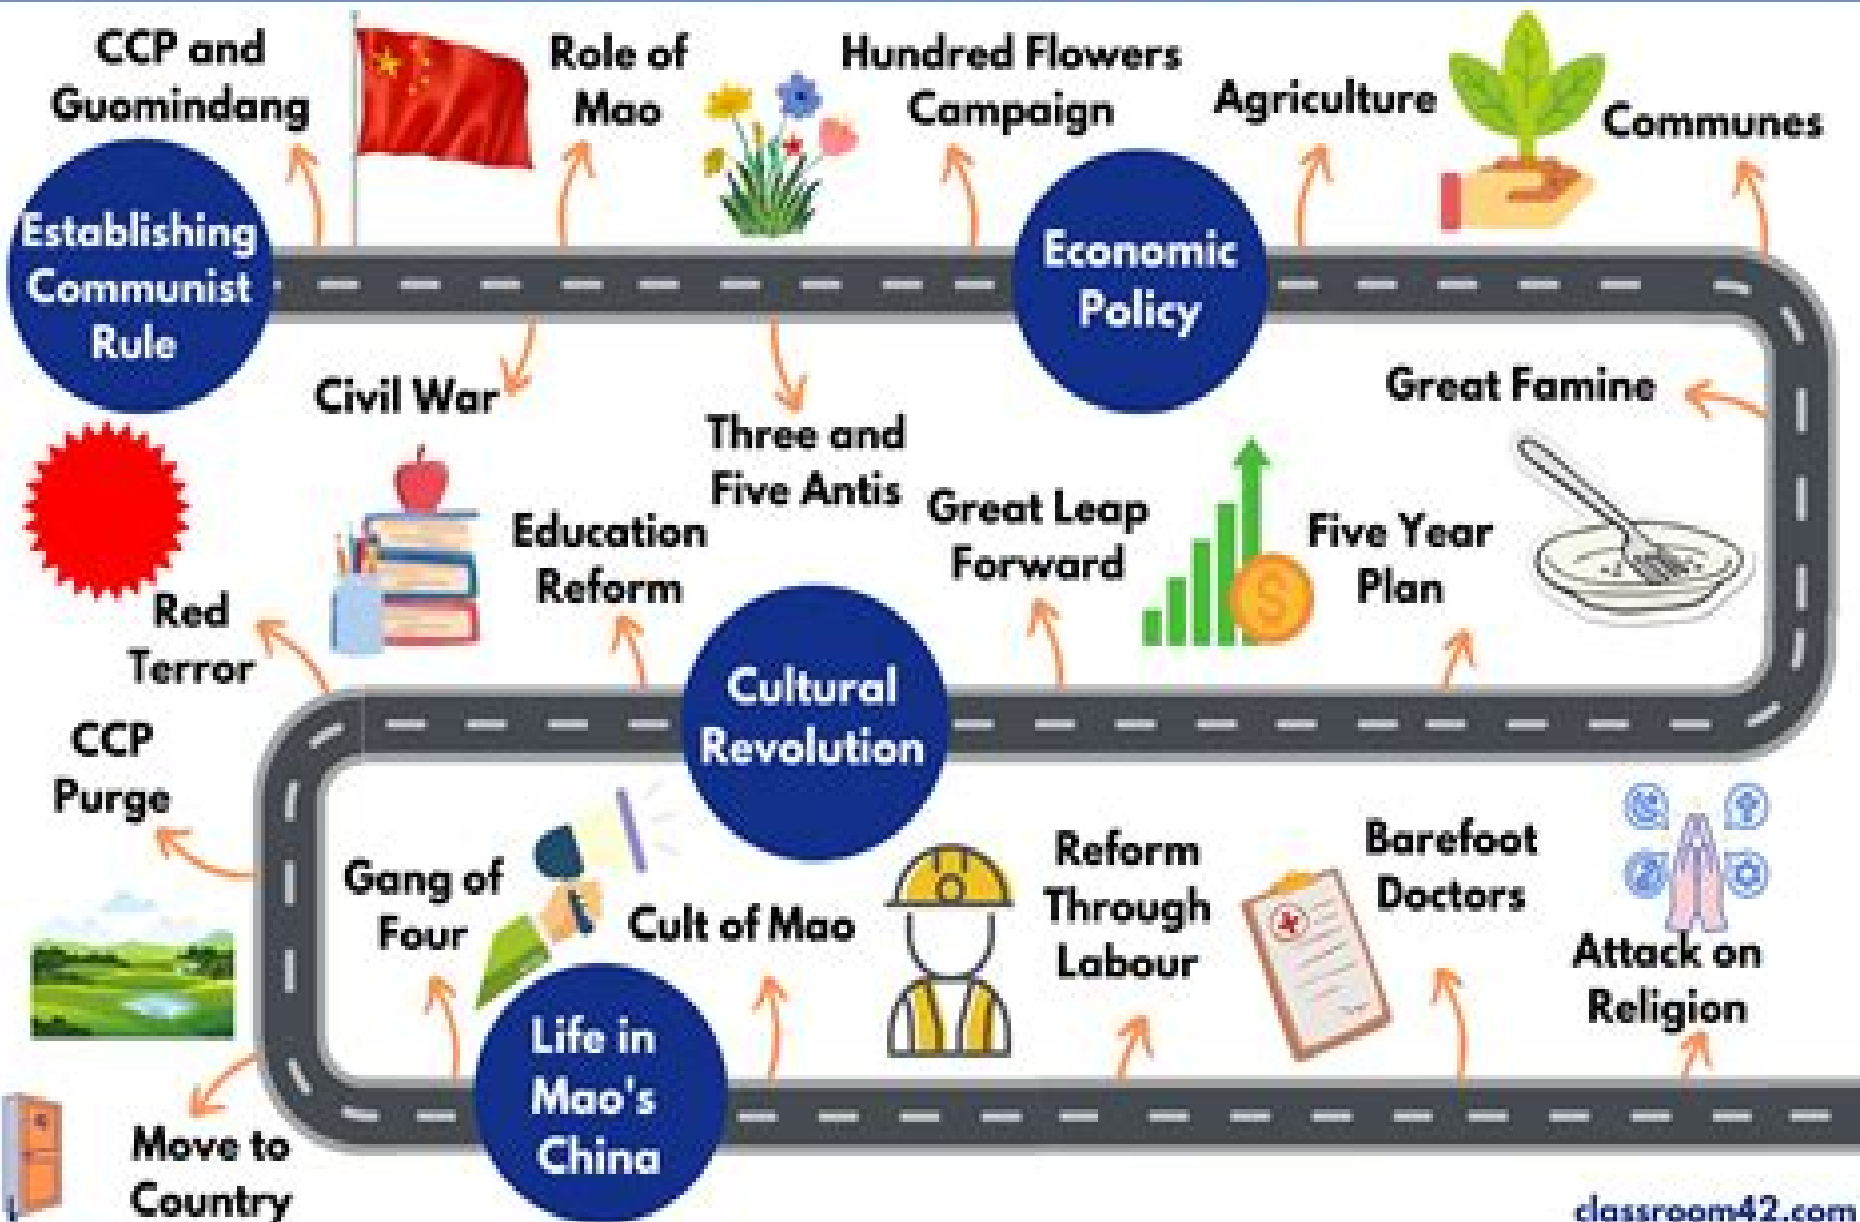 CCP and
Guomindang
Role of
Mao
Hundred Flowers
Campaign
Agriculture
Communes
Establishing
Communist
Rule
Economic
Policy
Civil War
Three and
Five Antis
Great Famine
Five Year
Plan
Great Leap
Forward
Cultural
Revolution
Education
Reform
Red
Terror
CCP
Purge
Move to
Country
Gang of
Four
Life in
Mao's
China
Cult of Mao
Reform
Through
Labour
Barefoot
Doctors
Attack on
Religion
classroom42.com